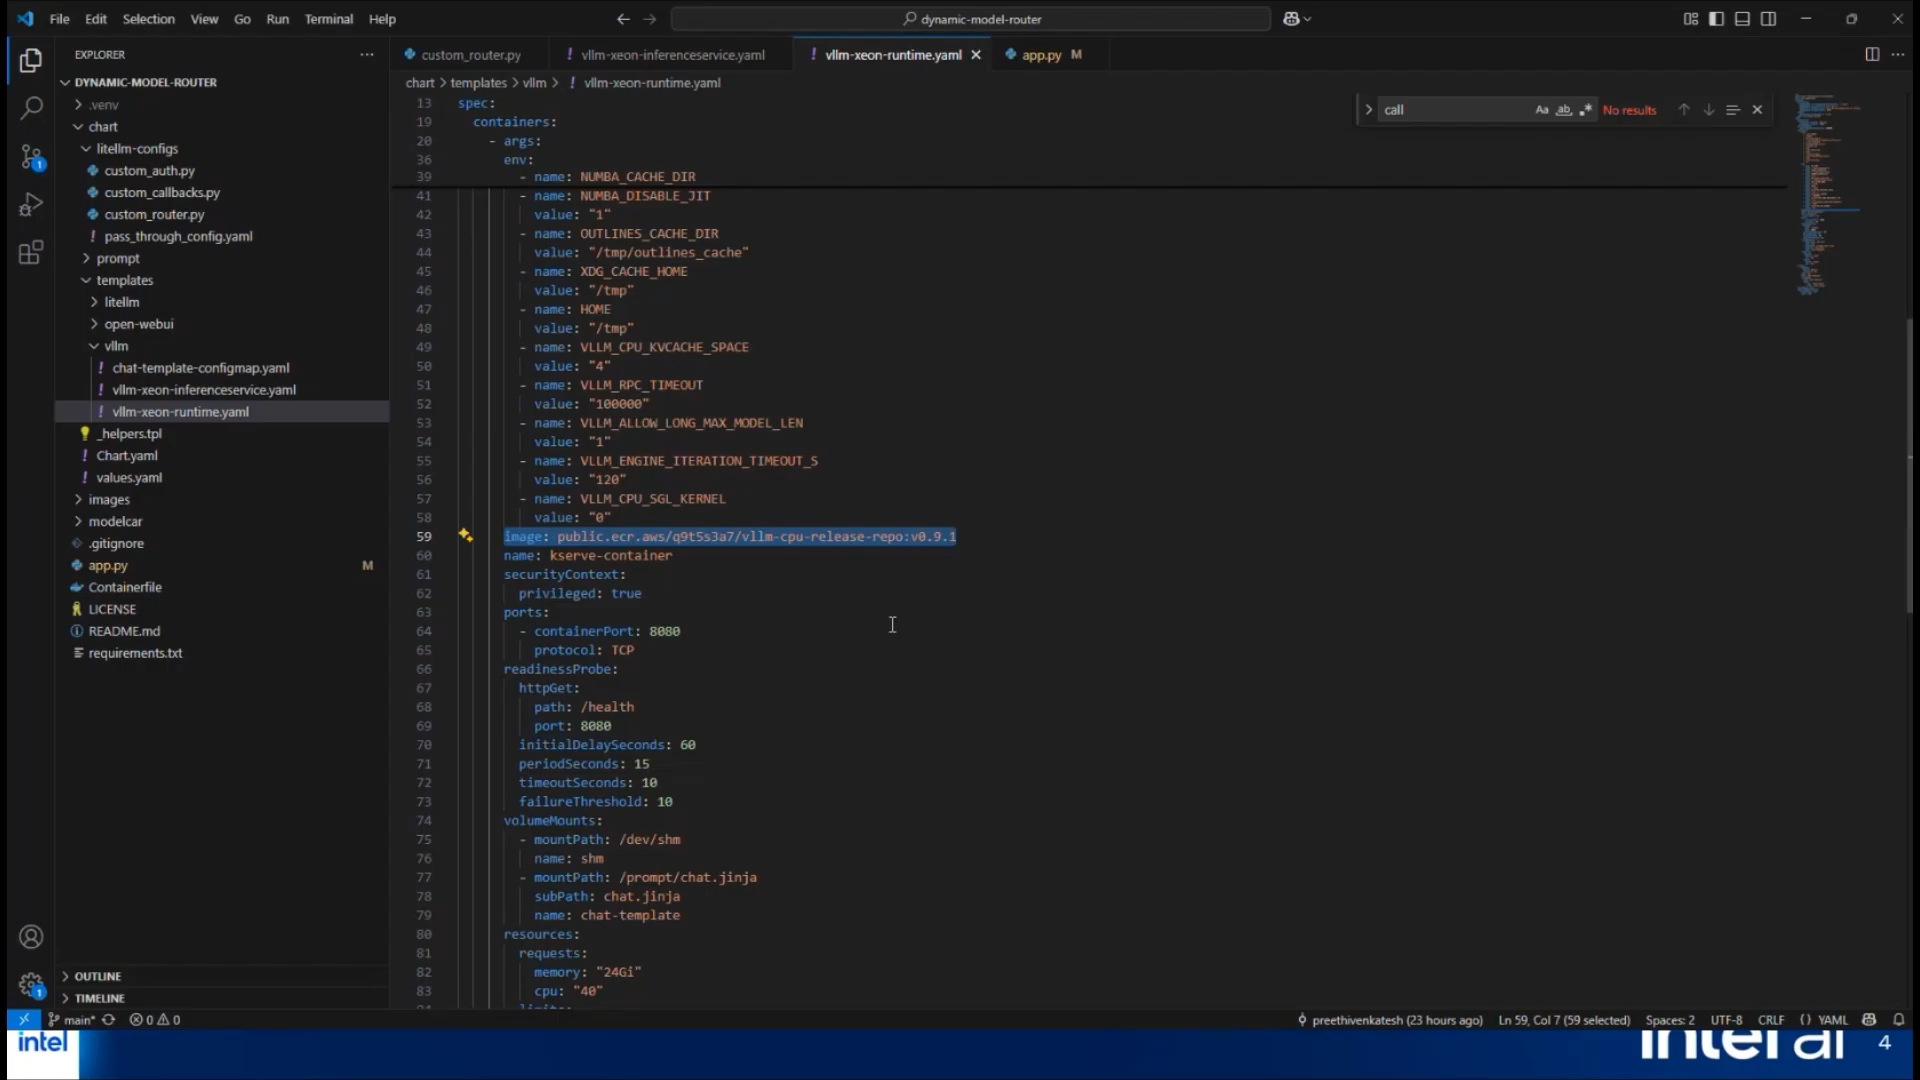 File Edit Selection View Go Run Terminal Help
dynamic-model-router
EXPLORER
DYNAMIC-MODEL-ROUTER
.venv
chart
litellm-configs
custom_auth.py
custom_callbacks.py
custom_router.py
pass_through_config.yaml
prompt
templates
litellm
open-webui
vllm
chat-template-configmap.yaml
vllm-xeon-inferenceservice.yaml
vllm-xeon-runtime.yaml
_helpers.tpl
Chart.yaml
values.yaml
images
modelcar
.gitignore
app.py M
Containerfile
LICENSE
README.md
requirements.txt
OUTLINE
TIMELINE
custom_router.py
vllm-xeon-inferenceservice.yaml
vllm-xeon-runtime.yaml
app.py M
chart > templates > vllm > ! vllm-xeon-runtime.yaml
call
Aa ab
No results
13 spec:
19 containers:
20 - args:
36 env:
39 - name: NUMBA_CACHE_DIR
41 - name: NUMBA_DISABLE_JIT
42 value: "1"
43 - name: OUTLINES_CACHE_DIR
44 value: "/tmp/outlines_cache"
45 - name: XDG_CACHE_HOME
46 value: "/tmp"
47 - name: HOME
48 value: "/tmp"
49 - name: VLLM_CPU_KVCACHE_SPACE
50 value: "4"
51 - name: VLLM_RPC_TIMEOUT
52 value: "100000"
53 - name: VLLM_ALLOW_LONG_MAX_MODEL_LEN
54 value: "1"
55 - name: VLLM_ENGINE_ITERATION_TIMEOUT_S
56 value: "120"
57 - name: VLLM_CPU_SGL_KERNEL
58 value: "0"
59 image: public.ecr.aws/q9t5s3a7/vllm-cpu-release-repo:v0.9.1
60 name: kserve-container
61 securityContext:
62 privileged: true
63 ports:
64 - containerPort: 8080
65 protocol: TCP
66 readinessProbe:
67 httpGet:
68 path: /health
69 port: 8080
70 initialDelaySeconds: 60
71 periodSeconds: 15
72 timeoutSeconds: 10
73 failureThreshold: 10
74 volumeMounts:
75 - mountPath: /dev/shm
76 name: shm
77 - mountPath: /prompt/chat.jinja
78 subPath: chat.jinja
79 name: chat-template
80 resources:
81 requests:
82 memory: "24Gi"
83 cpu: "40"
main* 0 0
preethivenkatesh (23 hours ago) Ln 59, Col 7 (59 selected) Spaces: 2 UTF-8 CRLF {} YAML
intel
intel ai
4